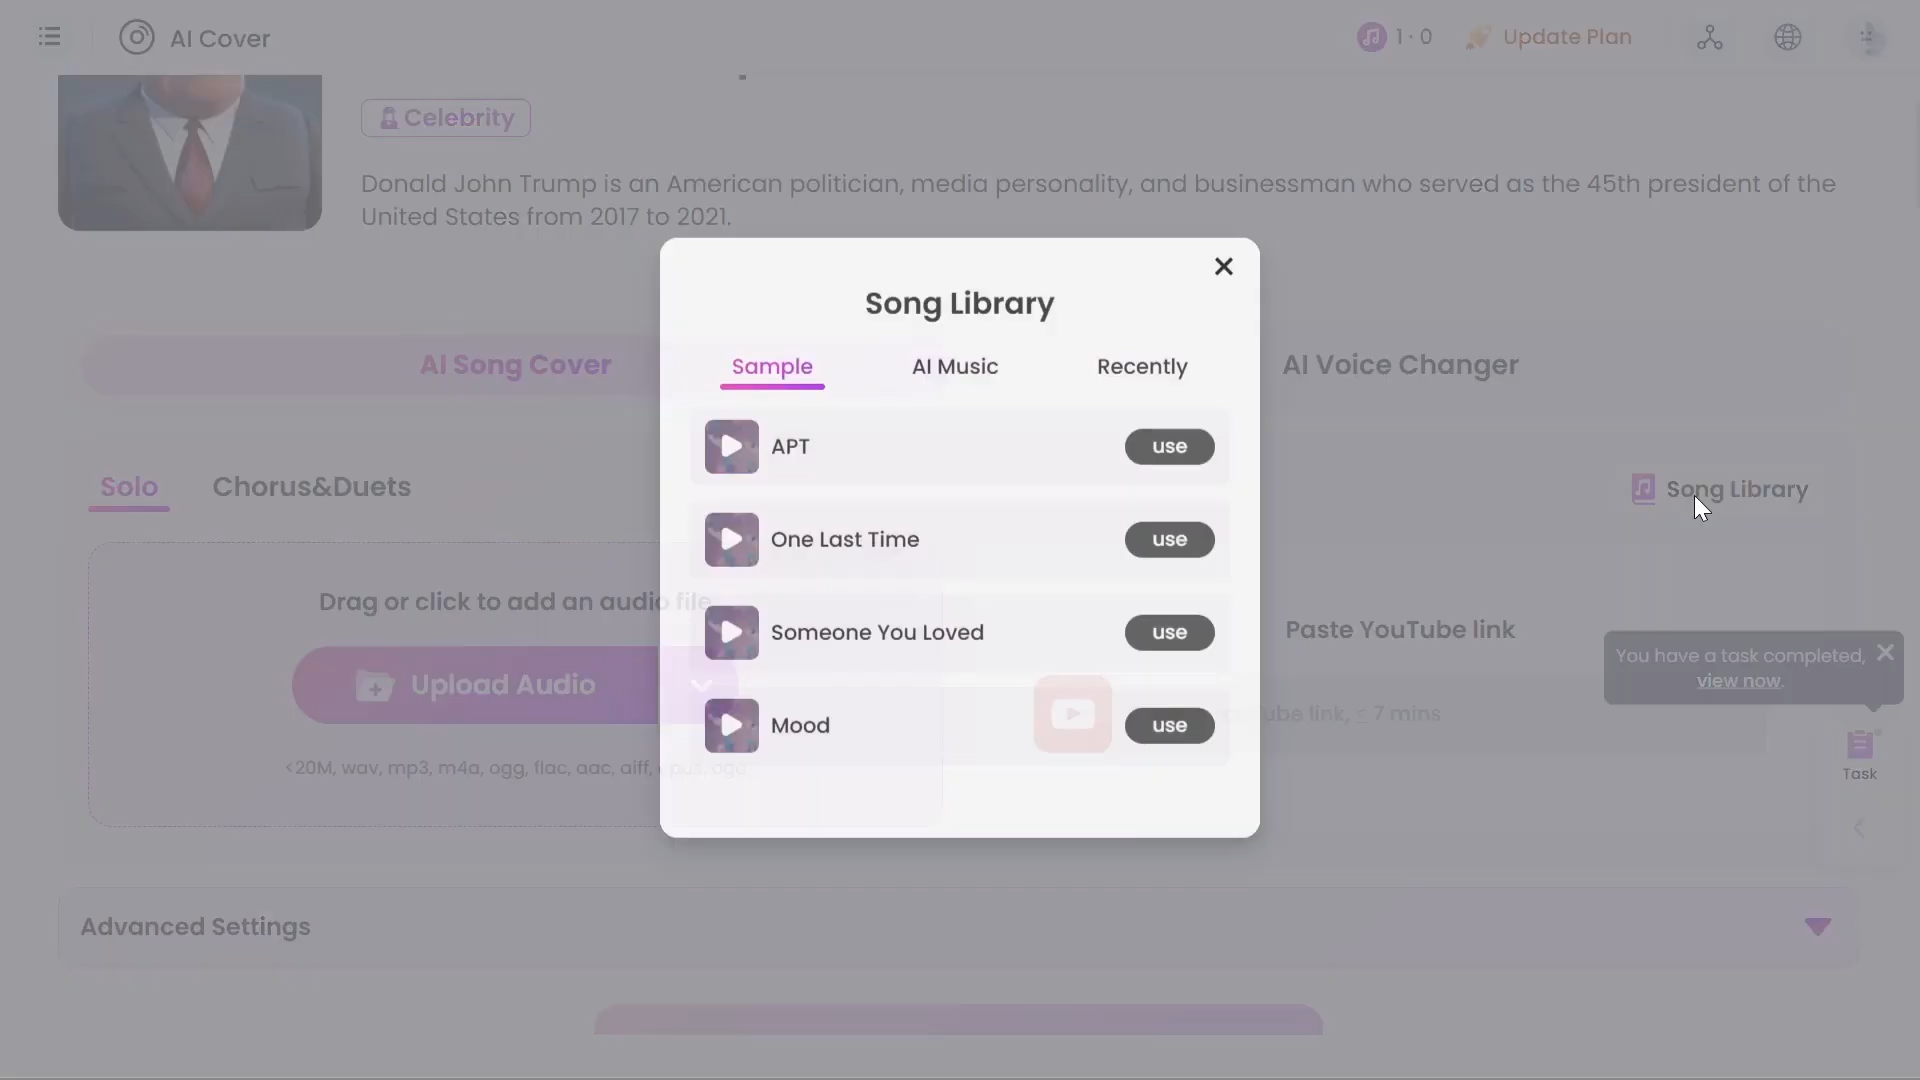 AI Cover
1 · 0
Update Plan
Celebrity
Donald John Trump is an American politician, media personality, and businessman who served as the 45th president of the
United States from 2017 to 2021.
Song Library
Sample
AI Music
Recently
APT
use
One Last Time
use
Someone You Loved
use
Mood
use
AI Song Cover
AI Voice Changer
Solo
Chorus&Duets
Song Library
Drag or click to add an audio file
Upload Audio
<20M, wav, mp3, m4a, ogg, flac, aac, aiff, opus, ogg
Paste YouTube link
link, ≤ 7 mins
You have a task completed,
view now.
Task
Advanced Settings